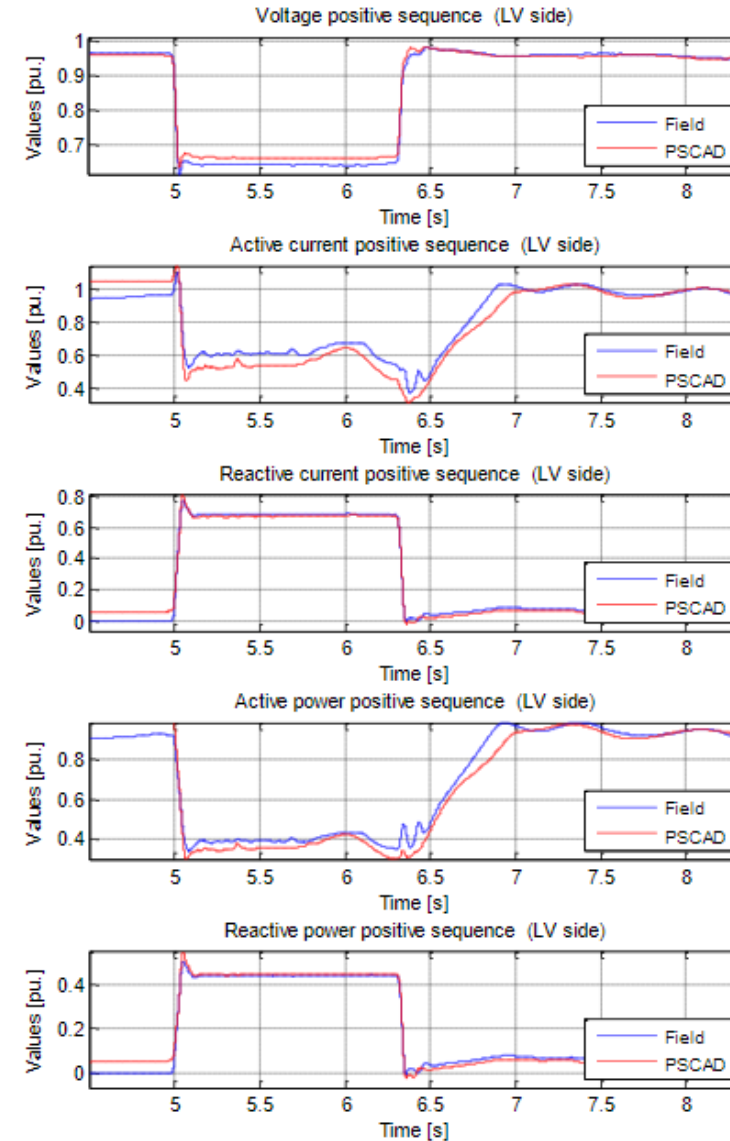 Voltage positive sequence (LV side)
Values [pu.]
1
0.9
0.8
0.7
Field
PSCAD
5 5.5 6 6.5 7 7.5 8
Time [s]
Active current positive sequence (LV side)
Values [pu.]
1
0.8
0.6
0.4
Field
PSCAD
5 5.5 6 6.5 7 7.5 8
Time [s]
Reactive current positive sequence (LV side)
Values [pu.]
0.8
0.6
0.4
0.2
0
Field
PSCAD
5 5.5 6 6.5 7 7.5 8
Time [s]
Active power positive sequence (LV side)
Values [pu.]
0.8
0.6
0.4
Field
PSCAD
5 5.5 6 6.5 7 7.5 8
Time [s]
Reactive power positive sequence (LV side)
Values [pu.]
0.4
0.2
0
Field
PSCAD
5 5.5 6 6.5 7 7.5 8
Time [s]